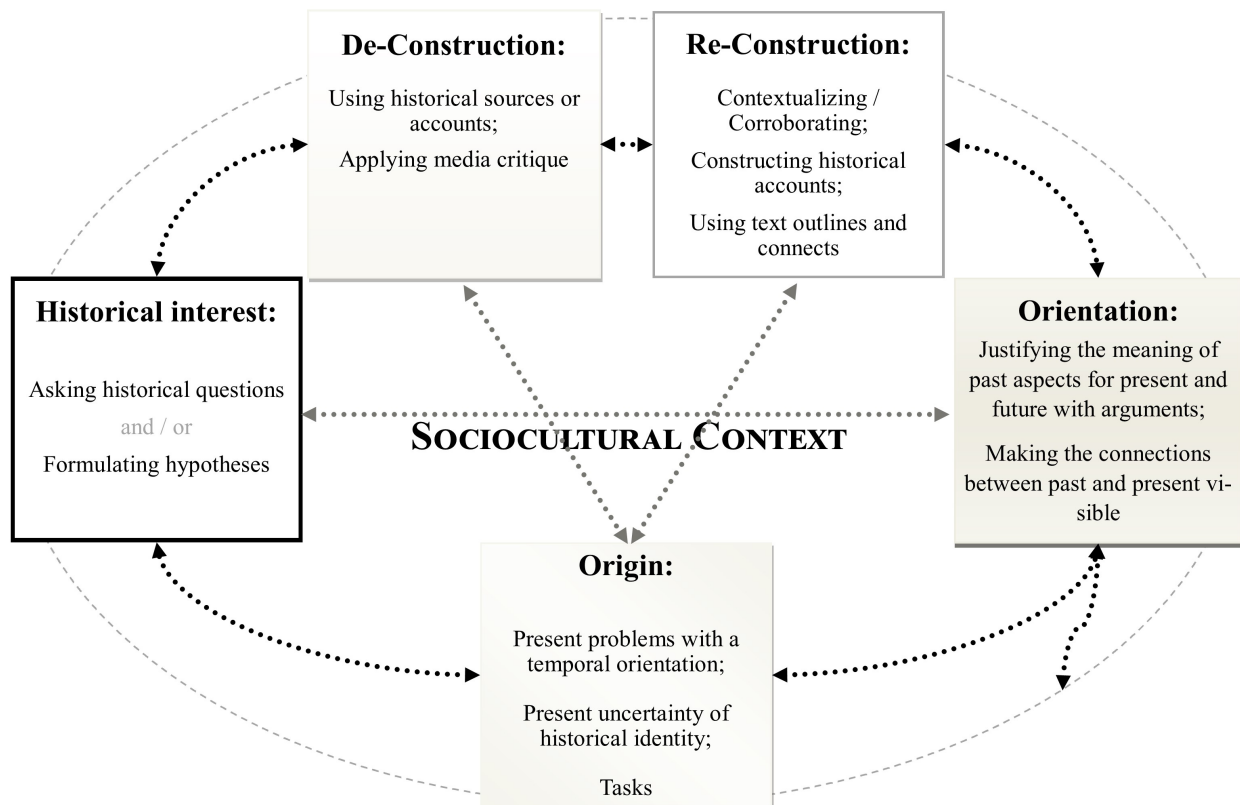 De-Construction:
Using historical sources or
accounts;
Applying media critique
Re-Construction:
Contextualizing /
Corroborating;
Constructing historical
accounts;
Using text outlines and
connects
Historical interest:
Asking historical questions
and / or
Formulating hypotheses
Orientation:
Justifying the meaning of
past aspects for present and
future with arguments;
Making the connections
between past and present vi-
sible
SOCIOCULTURAL CONTEXT
Origin:
Present problems with a
temporal orientation;
Present uncertainty of
historical identity;
Tasks